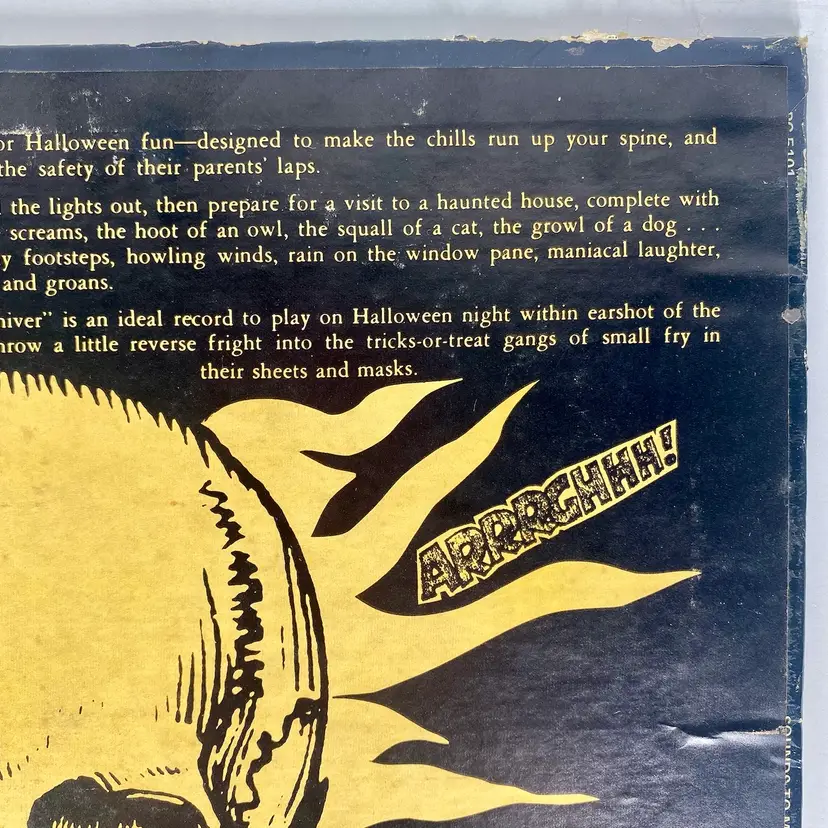 or Halloween fun—designed to make the chills run up your spine, and
the safety of their parents' laps.
the lights out, then prepare for a visit to a haunted house, complete with
screams, the hoot of an owl, the squall of a cat, the growl of a dog . . .
y footsteps, howling winds, rain on the window pane, maniacal laughter,
and groans.
hiver” is an ideal record to play on Halloween night within earshot of the
hrow a little reverse fright into the tricks-or-treat gangs of small fry in
their sheets and masks.
ARRRGHHH!
SOUNDS TO M